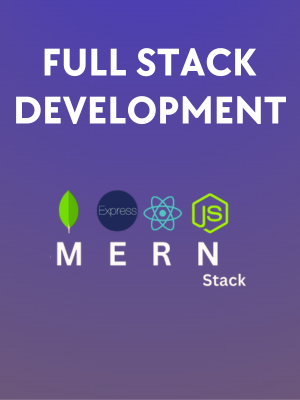 FULL STACK
DEVELOPMENT
Express
JS
M E R N
Stack